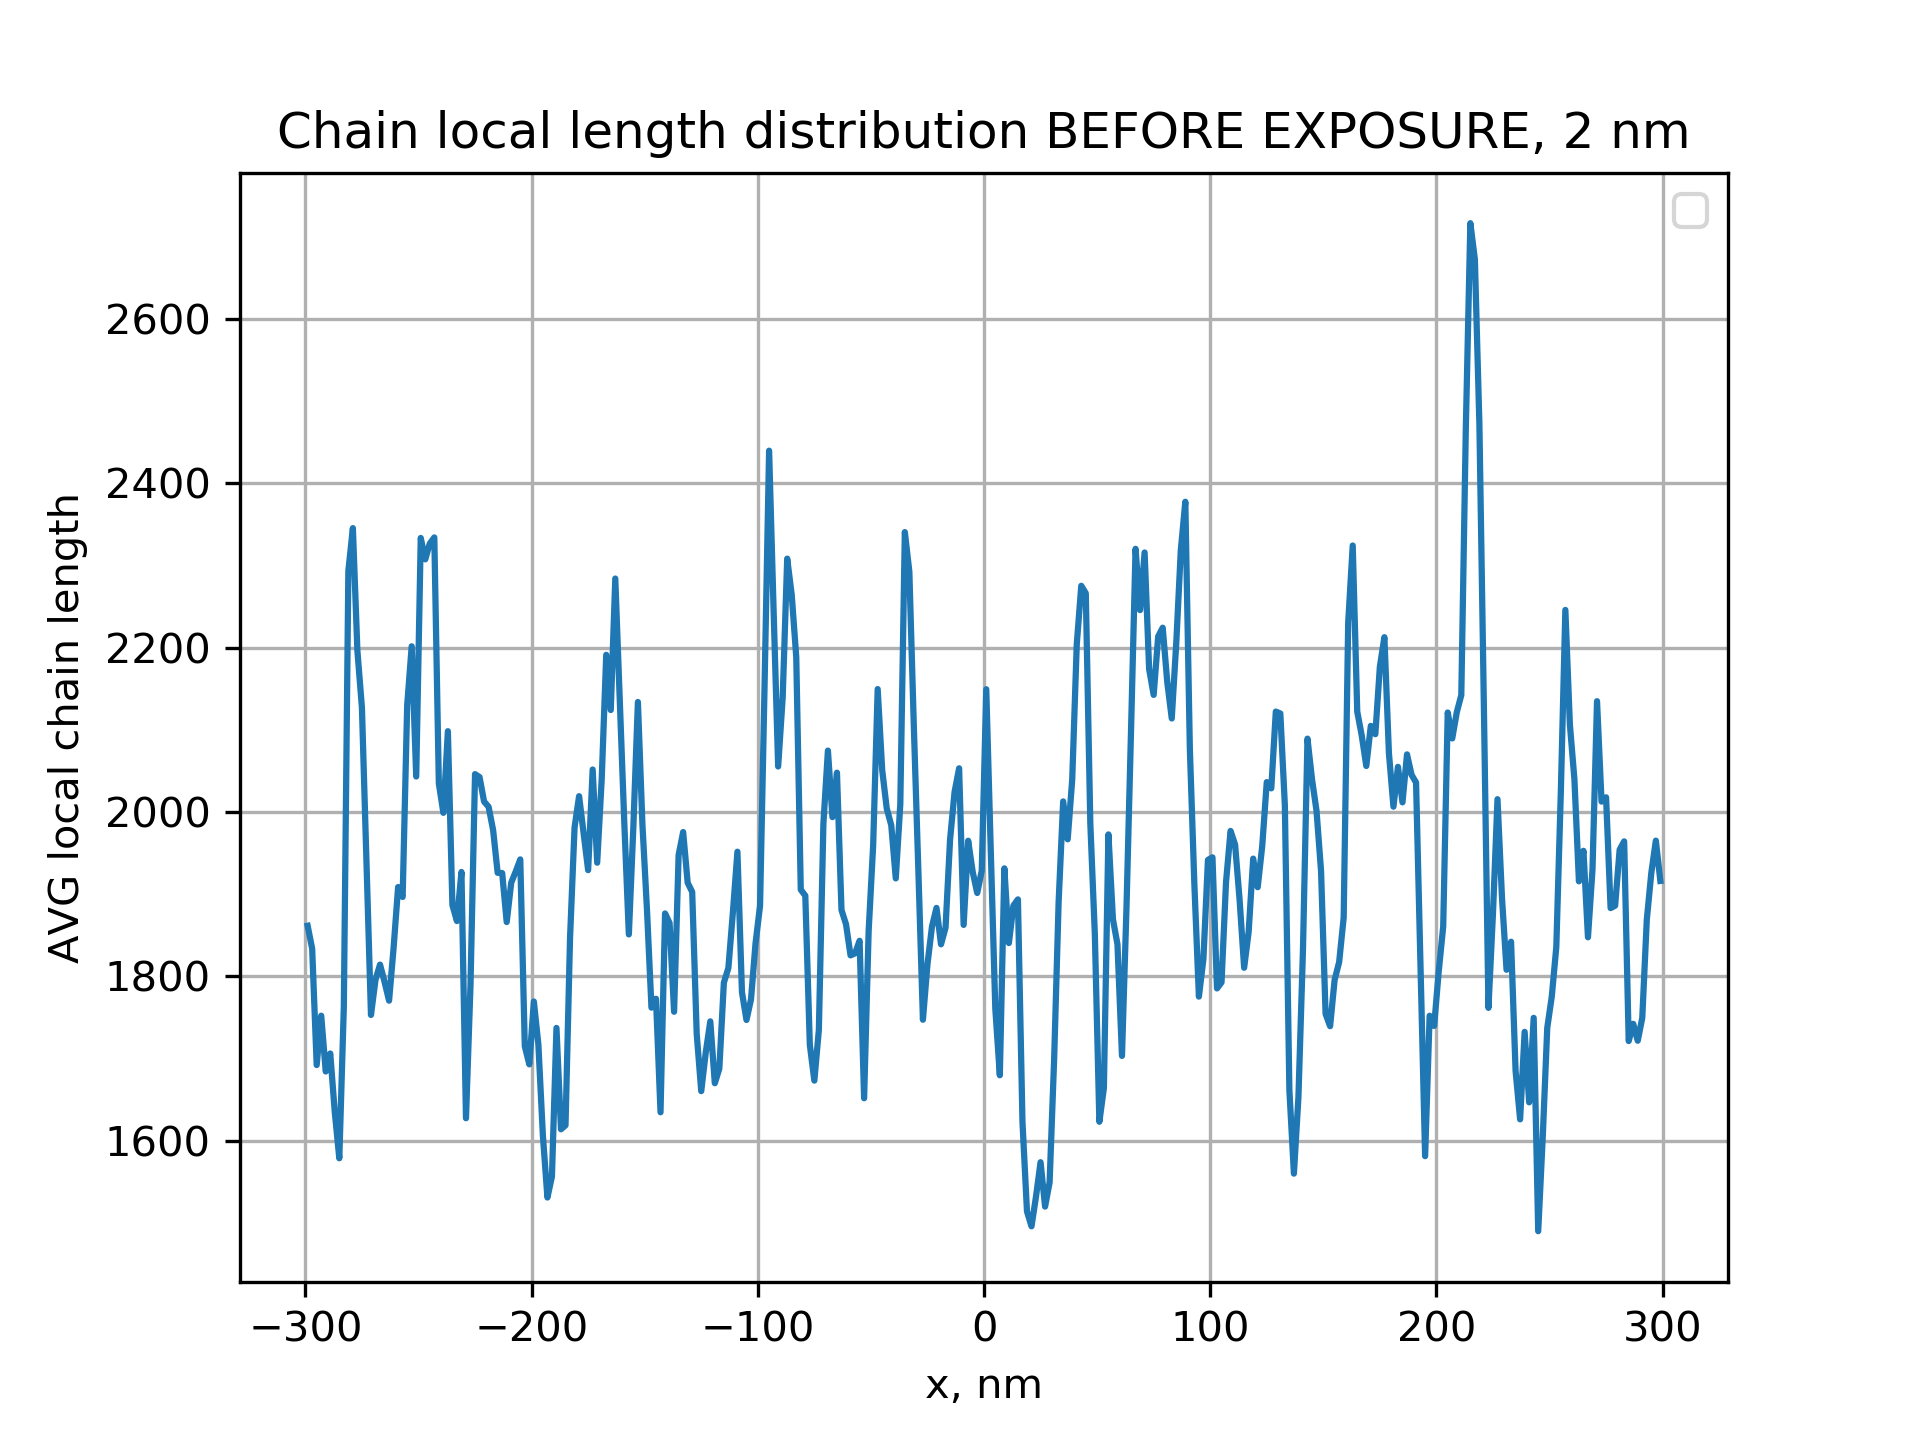 Chain local length distribution BEFORE EXPOSURE, 2 nm
AVG local chain length
2600
2400
2200
2000
1800
1600
−300 −200 −100 0 100 200 300
x, nm